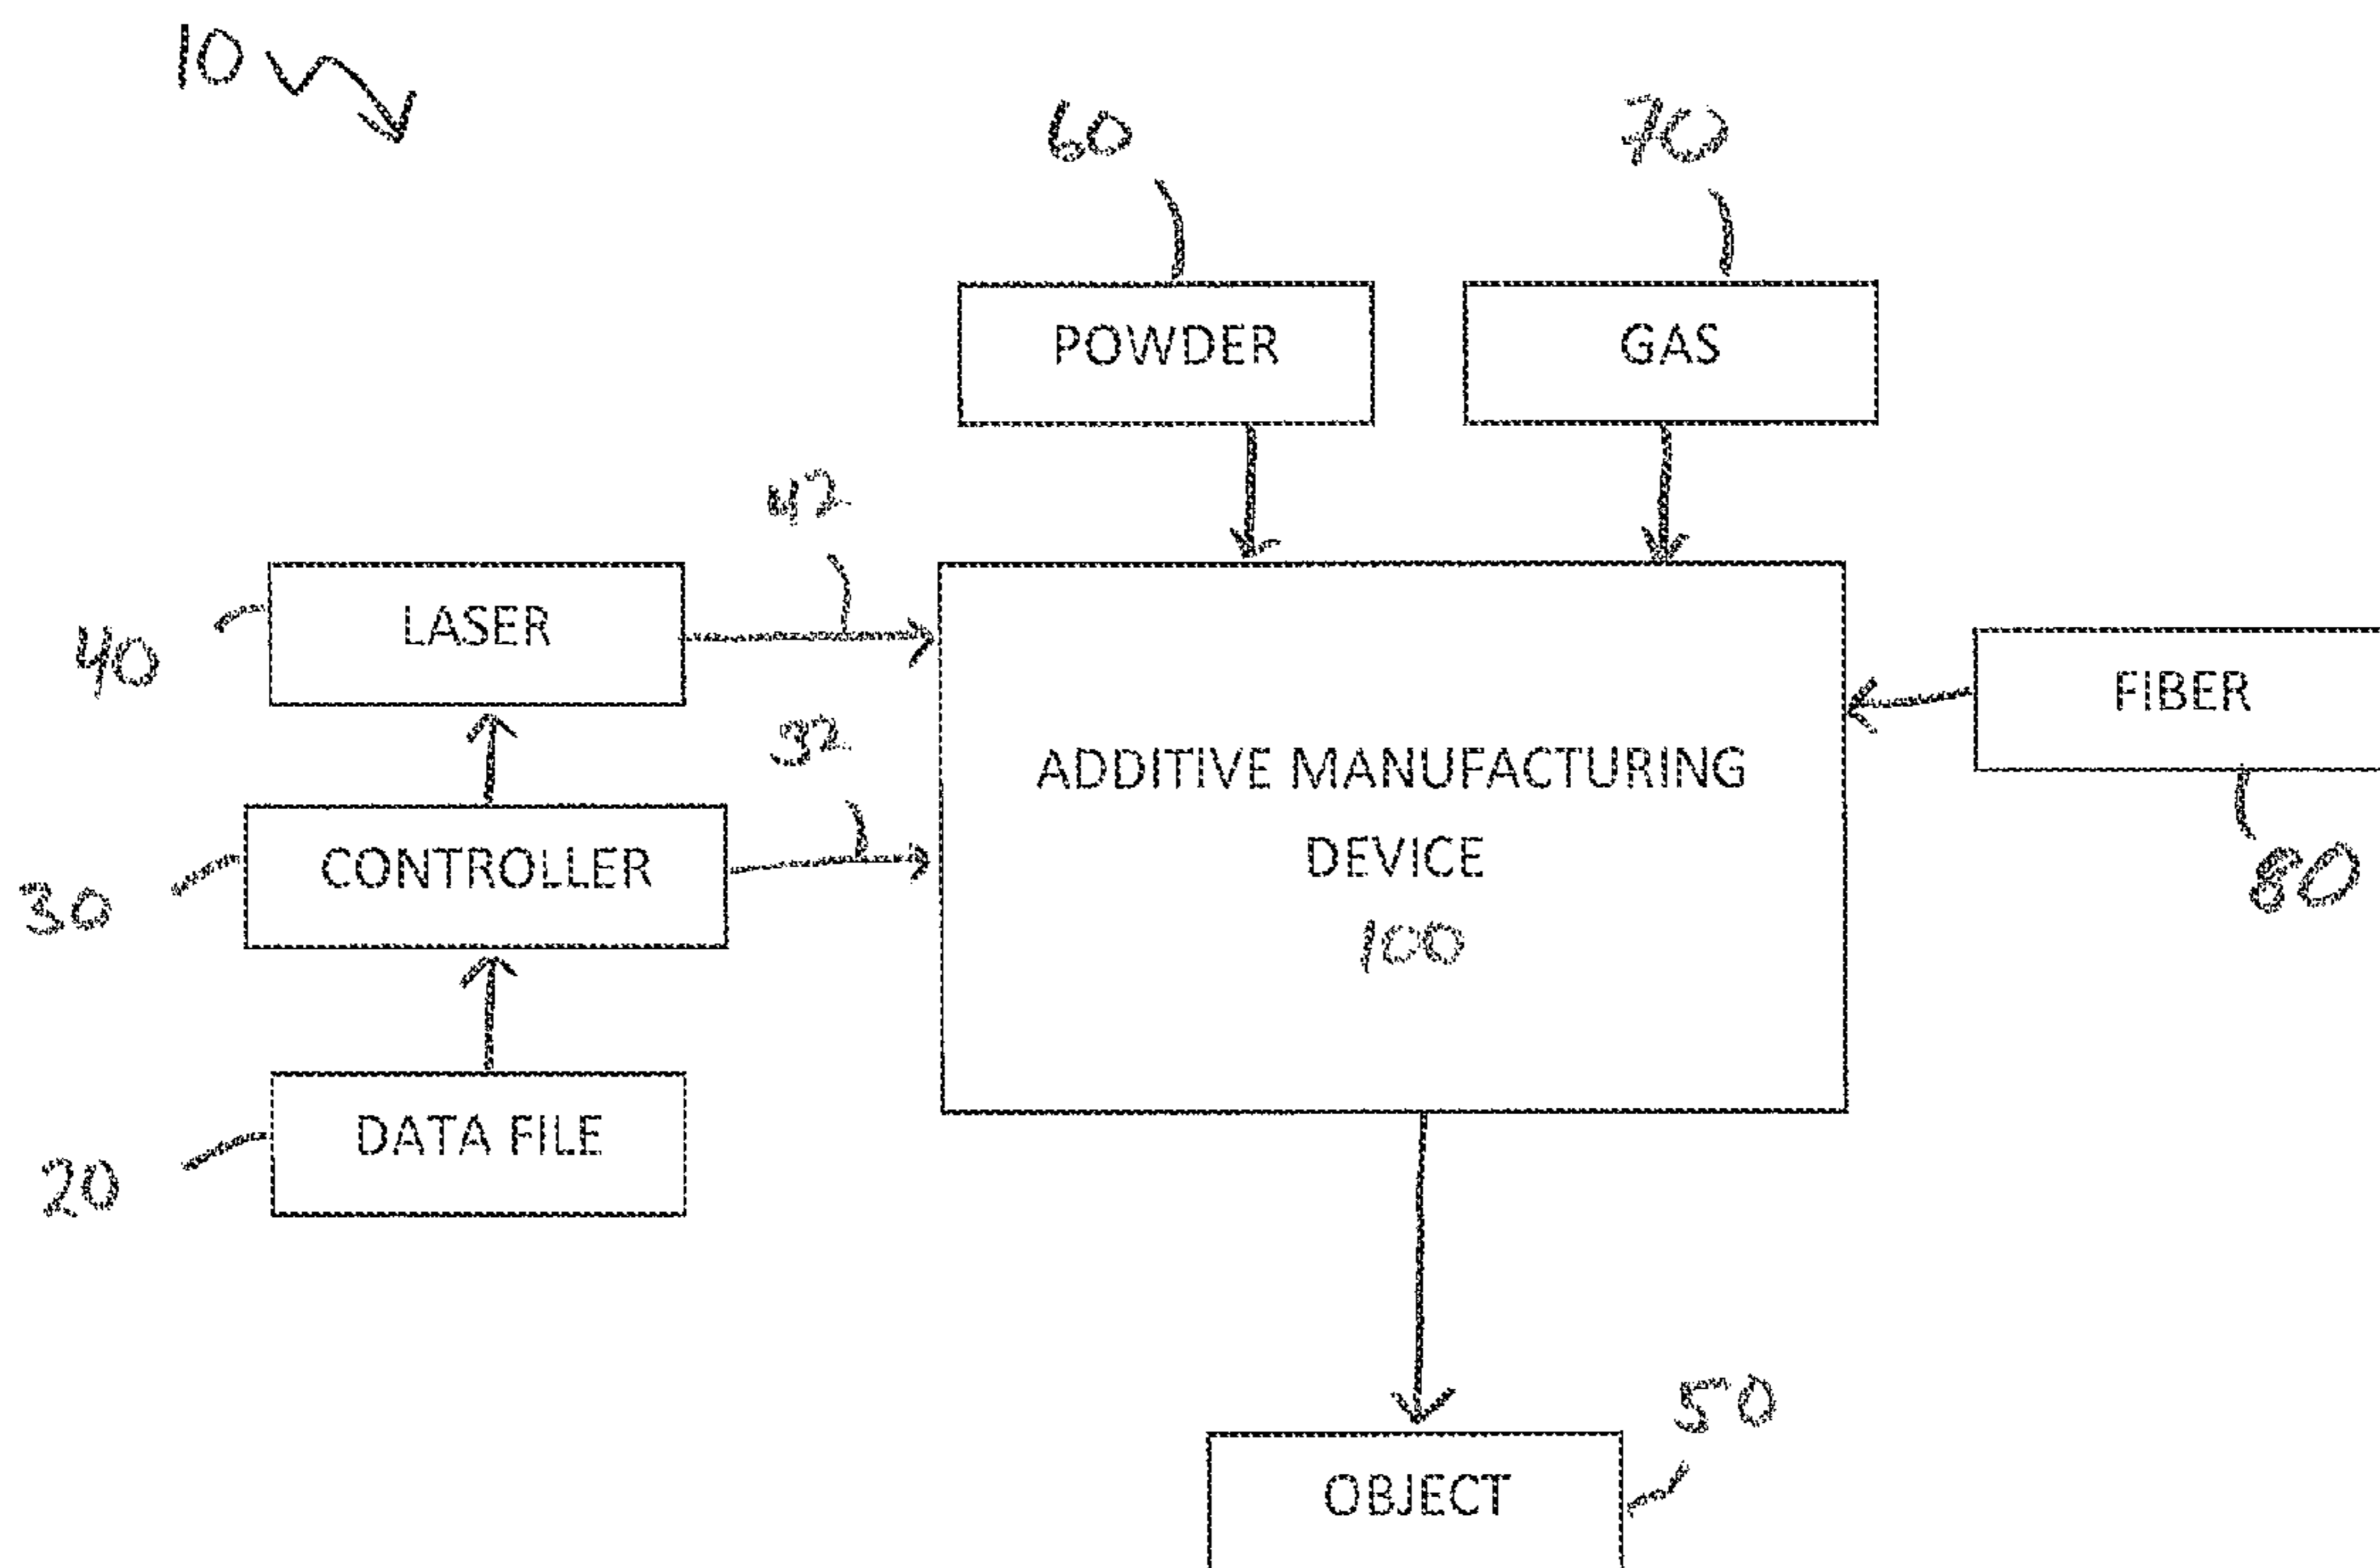 10
60
70
POWDER
GAS
42
LASER
40
FIBER
32
ADDITIVE MANUFACTURING
DEVICE
100
CONTROLLER
30
80
DATA FILE
20
50
OBJECT